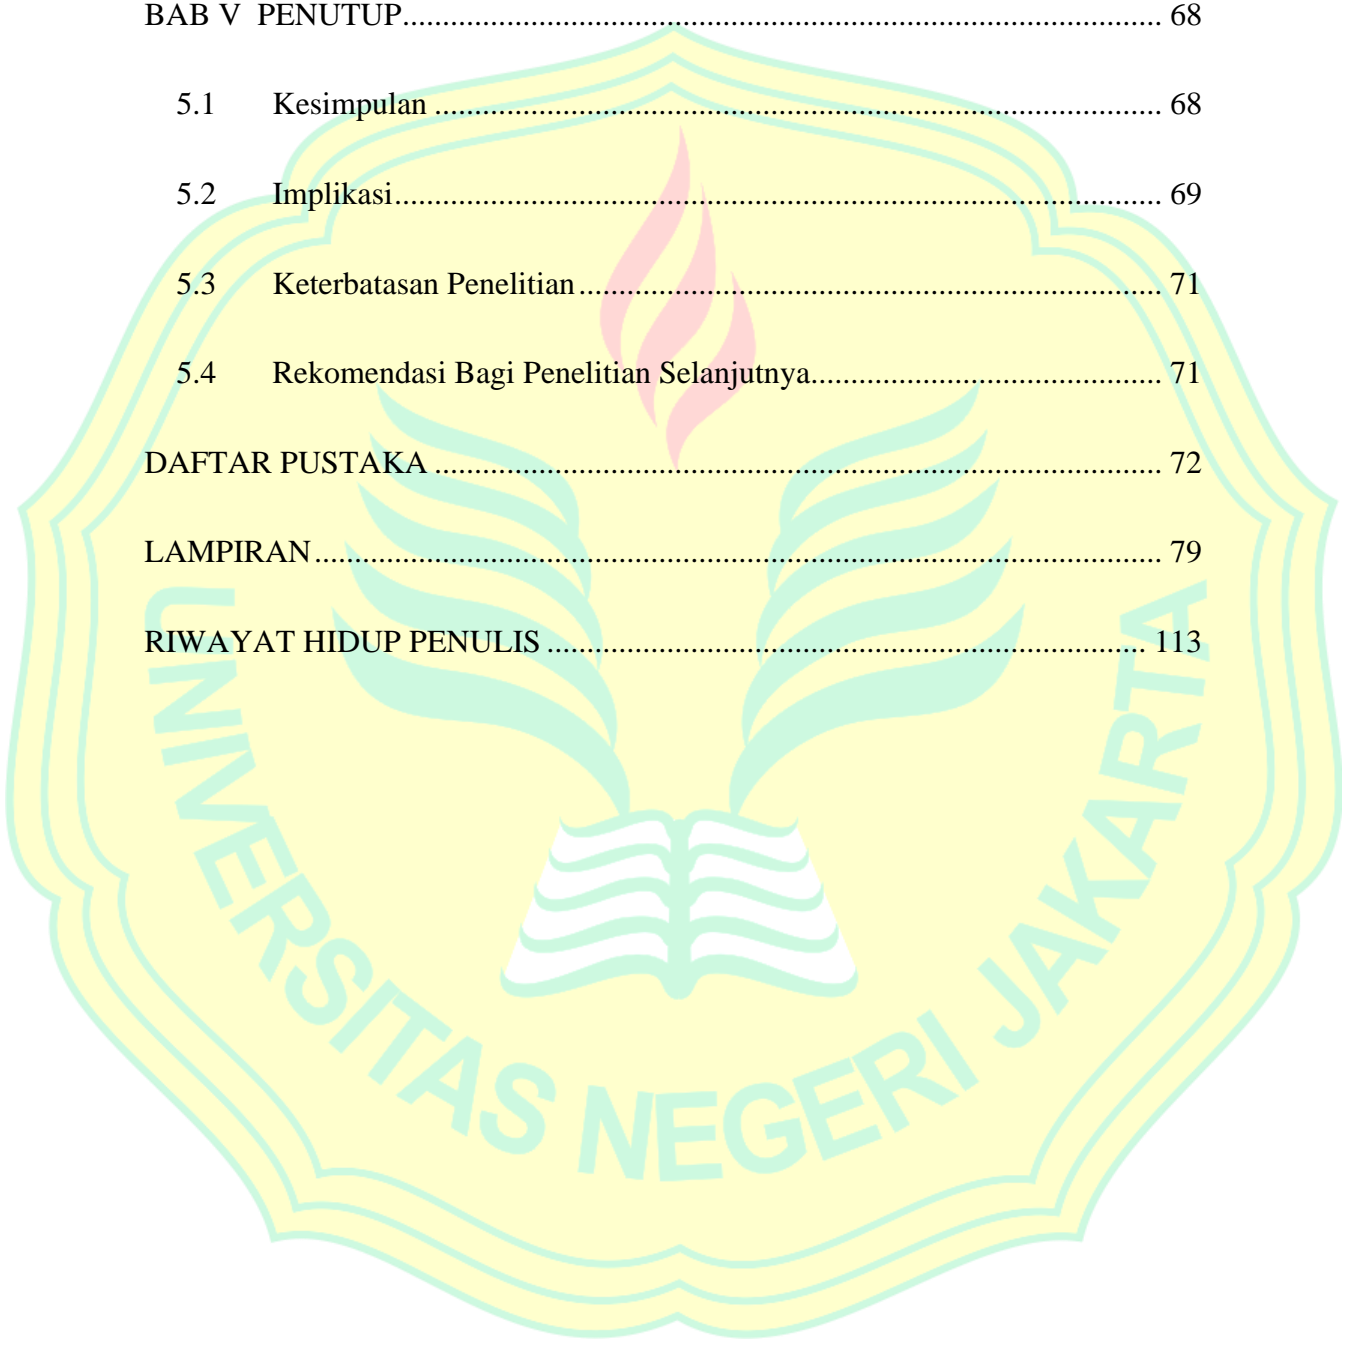 BAB V PENUTUP.............................................................................................. 68
5.1 Kesimpulan .......................................................................................... 68
5.2 Implikasi............................................................................................... 69
5.3 Keterbatasan Penelitian ........................................................................ 71
5.4 Rekomendasi Bagi Penelitian Selanjutnya........................................... 71
DAFTAR PUSTAKA .......................................................................................... 72
LAMPIRAN ......................................................................................................... 79
RIWAYAT HIDUP PENULIS .......................................................................... 113
UNIVERSITAS NEGERI JAKARTA